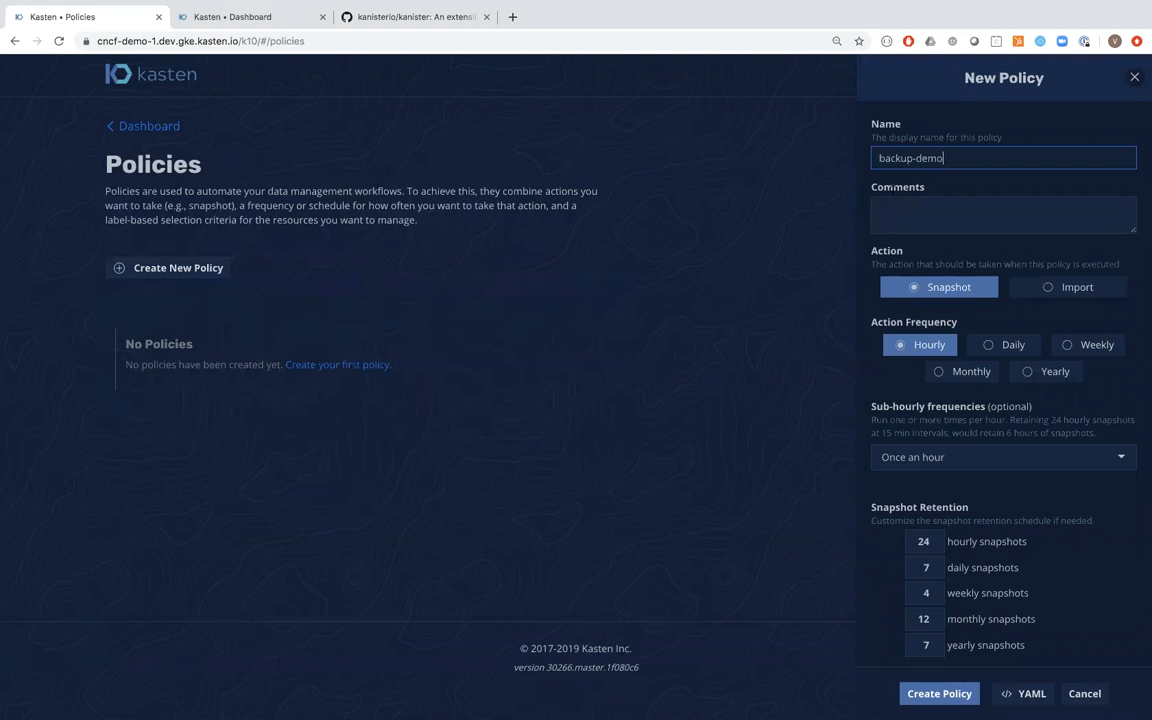 Kasten • Policies
Kasten • Dashboard
kanisterio/kanister: An extensi
cncf-demo-1.dev.gke.kasten.io/k10/#/policies
V
kasten
Dashboard
Policies
Policies are used to automate your data management workflows. To achieve this, they combine actions you
want to take (e.g., snapshot), a frequency or schedule for how often you want to take that action, and a
label-based selection criteria for the resources you want to manage.
Create New Policy
No Policies
No policies have been created yet. Create your first policy.
© 2017-2019 Kasten Inc.
version 30266.master.1f080c6
New Policy
Name
The display name for this policy
backup-demo
Comments
Action
The action that should be taken when this policy is executed
Snapshot
Import
Action Frequency
Hourly
Daily
Weekly
Monthly
Yearly
Sub-hourly frequencies (optional)
Run one or more times per hour. Retaining 24 hourly snapshots
at 15 min intervals, would retain 6 hours of snapshots.
Once an hour
Snapshot Retention
Customize the snapshot retention schedule if needed.
24 hourly snapshots
7 daily snapshots
4 weekly snapshots
12 monthly snapshots
7 yearly snapshots
Create Policy
</> YAML
Cancel